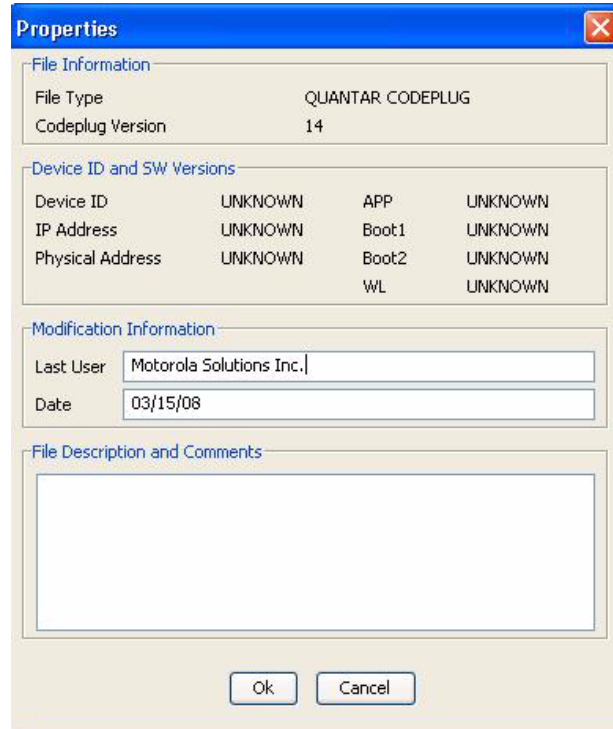 Properties
File Information
File Type QUANTAR CODEPLUG
Codeplug Version 14
Device ID and SW Versions
Device ID UNKNOWN APP UNKNOWN
IP Address UNKNOWN Boot1 UNKNOWN
Physical Address UNKNOWN Boot2 UNKNOWN
WL UNKNOWN
Modification Information
Last User Motorola Solutions Inc.
Date 03/15/08
File Description and Comments
Ok Cancel